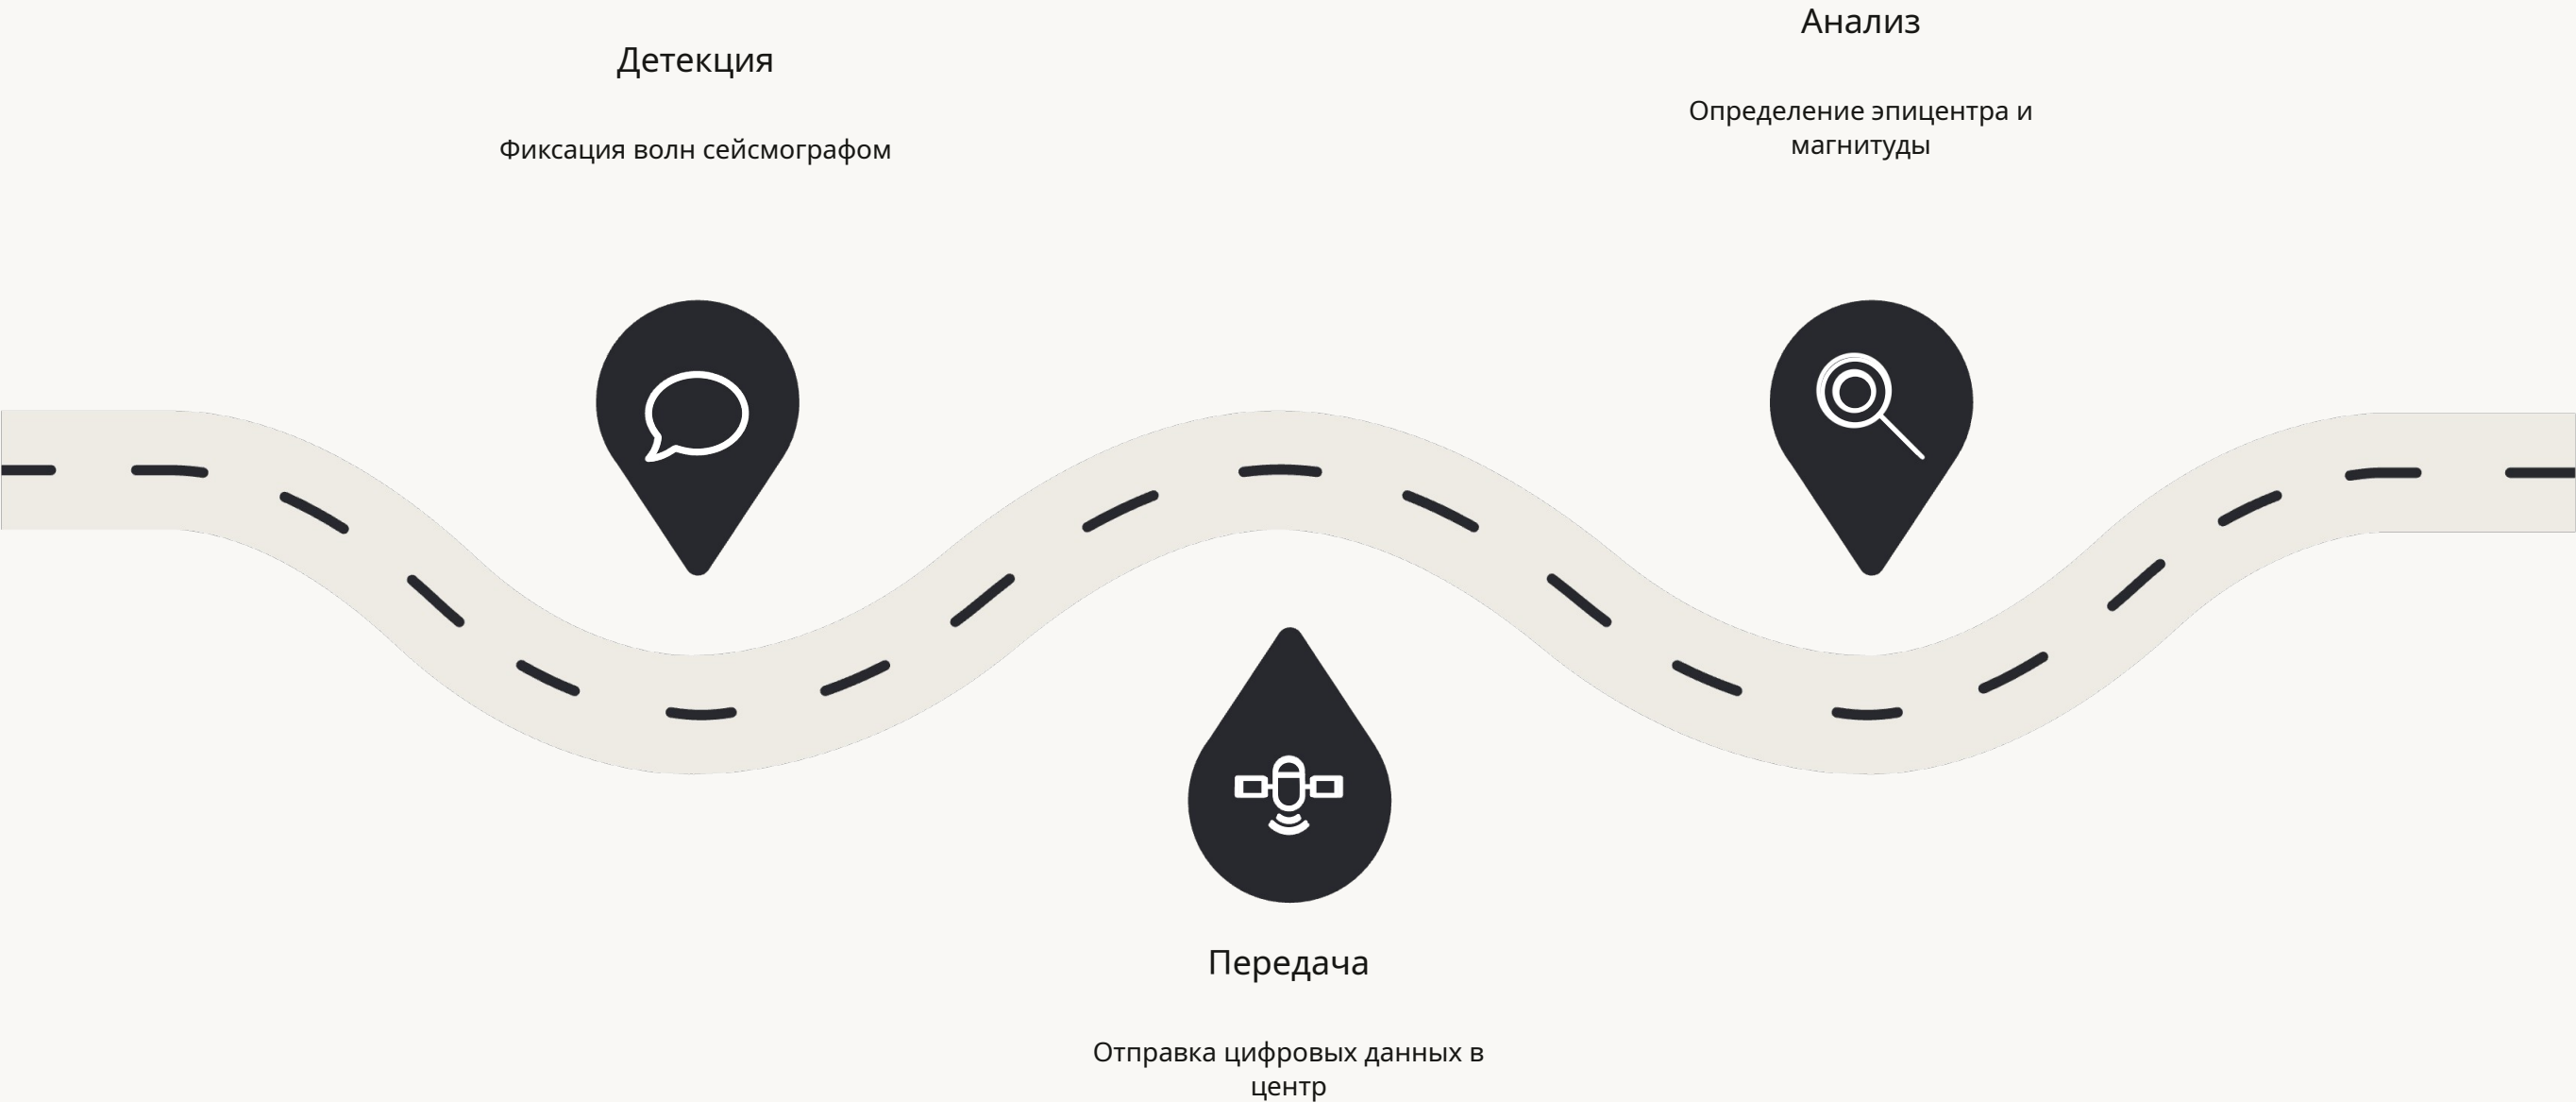 Детекция
Фиксация волн сейсмографом
Передача
Отправка цифровых данных в
центр
Анализ
Определение эпицентра и
магнитуды